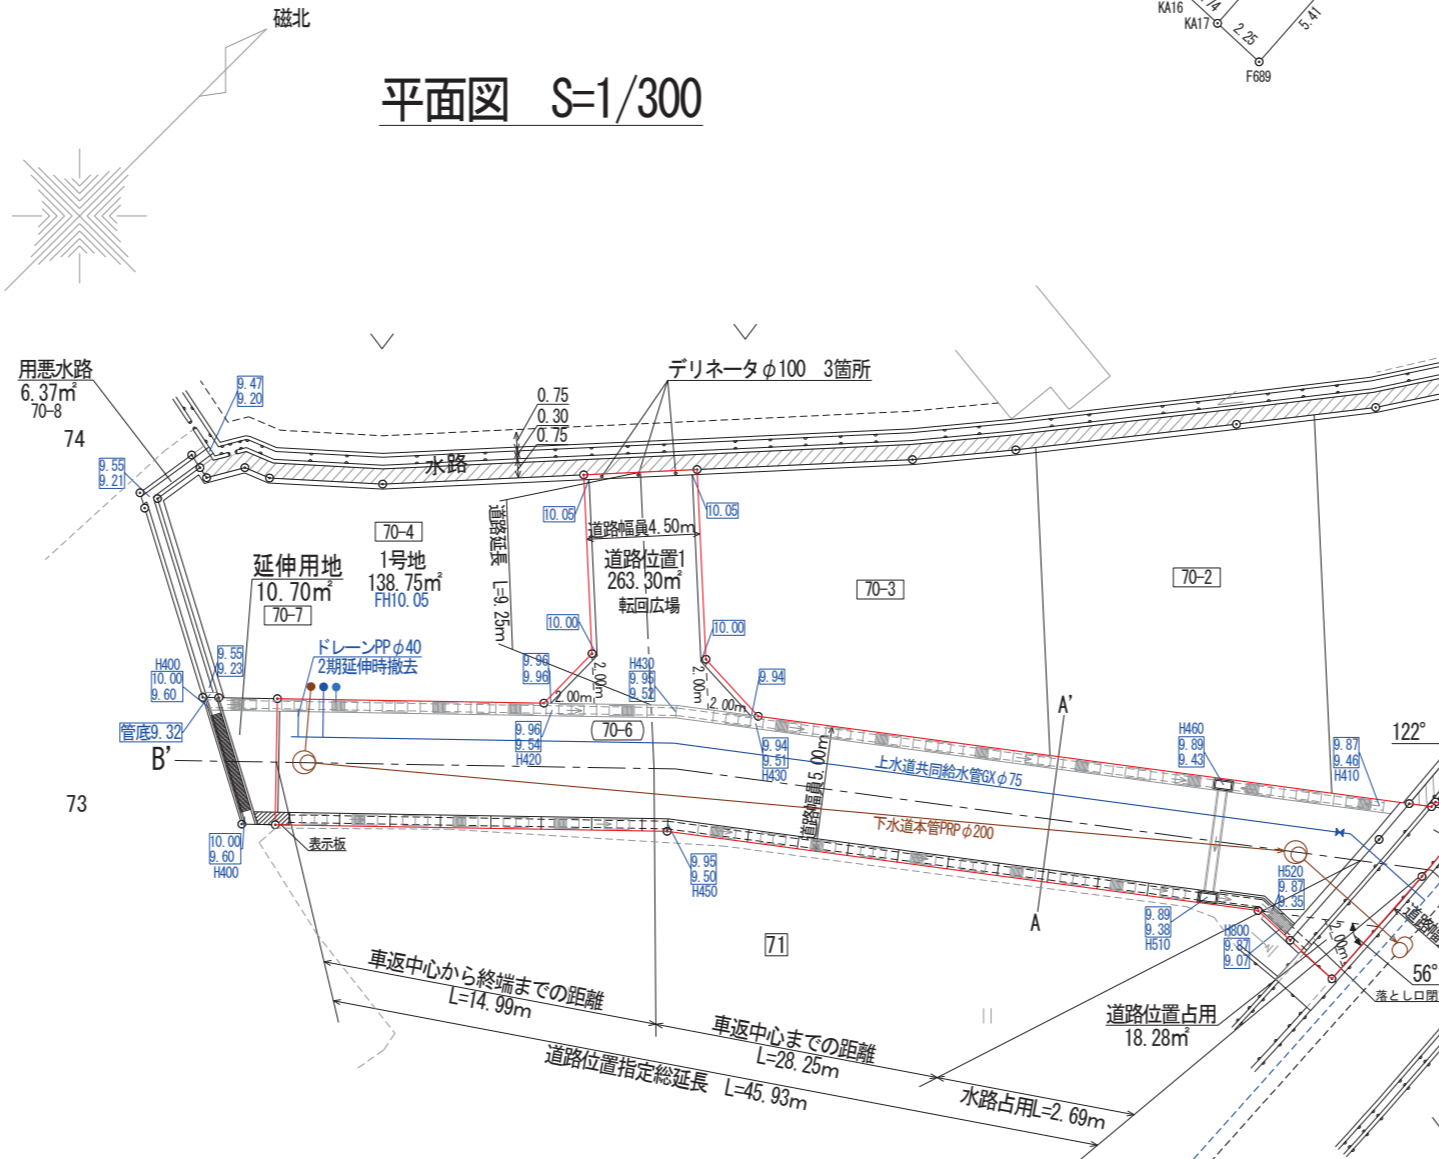 磁北
平面図 S=1/300
KA16
.74
KA17
2.25
5.41
F689
用悪水路
6.37㎡
70-8
74
9.47
9.20
9.55
9.21
0.75
0.30
0.75
水路
デリネータφ100 3箇所
70-4
1号地
138.75㎡
FH10.05
延伸用地
10.70㎡
70-7
道路延長 L=9.25m
10.05
10.05
道路幅員4.50m
道路位置1
263.30㎡
転回広場
70-3
70-2
10.00
10.00
ドレーンPPφ40
2期延伸時撤去
9.55
9.23
H400
10.00
9.60
管底9.32
B'
9.96
9.96
2.00m
2.00m
H430
9.95
9.52
2.00m
2.00m
9.94
9.96
9.54
H420
70-6
9.94
9.51
H430
道路幅員5.00m
A'
上水道共同給水管GXφ75
H460
9.89
9.43
9.87
9.46
H410
122°
73
下水道本管PRPφ200
10.00
9.60
H400
表示板
9.95
9.50
H450
71
A
9.89
9.38
H510
H520
9.87
9.35
H800
9.87
9.07
2.00m
道路幅
56°
落とし口閉
道路位置占用
18.28㎡
車返中心から終端までの距離
L=14.99m
車返中心までの距離
L=28.25m
道路位置指定総延長 L=45.93m
水路占用L=2.69m